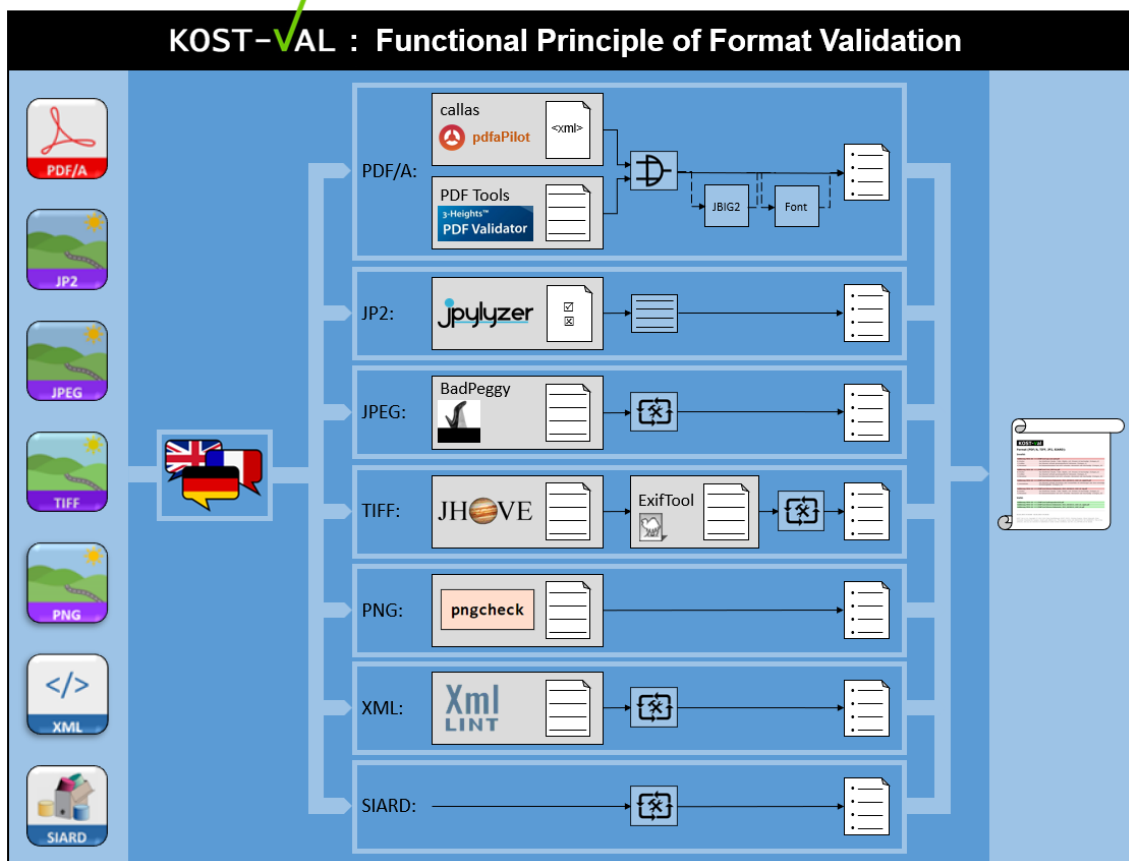 KOST-VAL : Functional Principle of Format Validation
PDF/A
JP2
JPEG
TIFF
PNG
</>
XML
SIARD
PDF/A:
callas
pdfaPilot
<xml>
PDF Tools
3-Heights™
PDF Validator
JBIG2
Font
JP2:
jpylyzer
JPEG:
BadPeggy
TIFF:
JHOVE
ExifTool
PNG:
pngcheck
XML:
Xml
LINT
SIARD:
KOST-Val